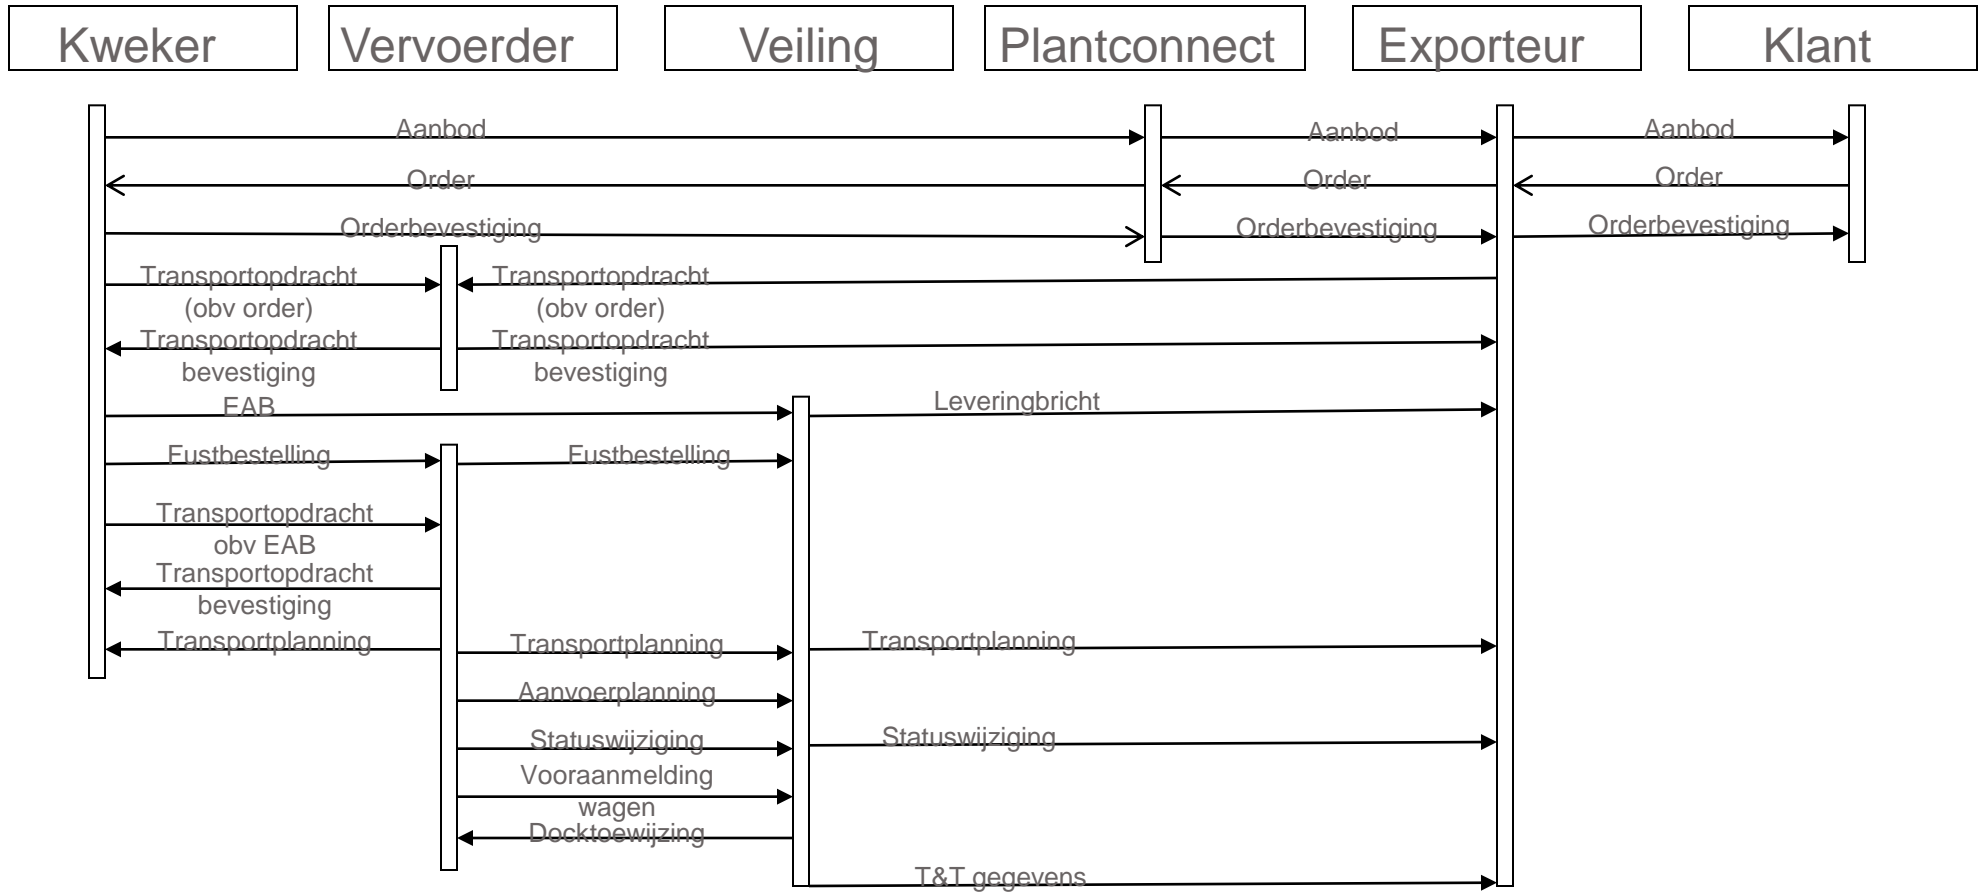 Kweker
Vervoerder
Veiling
Plantconnect
Exporteur
Klant
Aanbod
Aanbod
Aanbod
Order
Order
Order
Orderbevestiging
Orderbevestiging
Orderbevestiging
Transportopdracht
(obv order)
Transportopdracht
(obv order)
Transportopdracht
bevestiging
Transportopdracht
bevestiging
EAB
Leveringbricht
Fustbestelling
Fustbestelling
Transportopdracht
obv EAB
Transportopdracht
bevestiging
Transportplanning
Transportplanning
Transportplanning
Aanvoerplanning
Statuswijziging
Statuswijziging
Vooraanmelding
wagen
Docktoewijzing
T&T gegevens